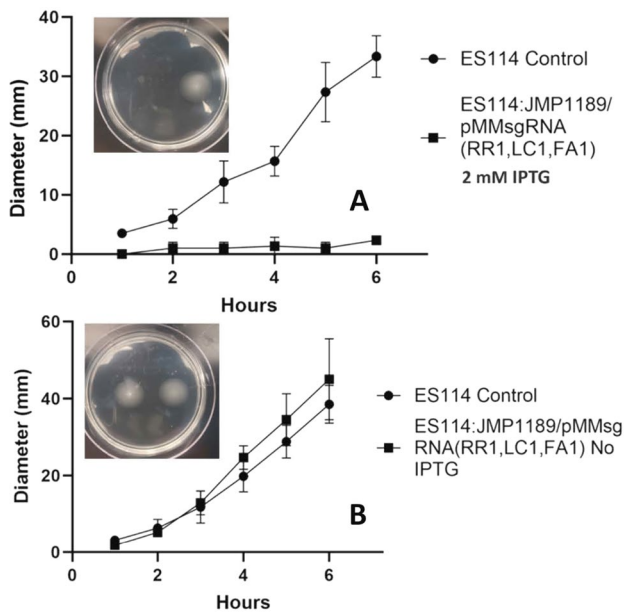 40
30
20
10
0
Diameter (mm)
0 2 4 6
Hours
ES114 Control
ES114:JMP1189/
pMMsgRNA
(RR1,LC1,FA1)
2 mM IPTG
A
60
40
20
0
Diameter (mm)
0 2 4 6
Hours
ES114 Control
ES114:JMP1189/pMMsg
RNA(RR1,LC1,FA1) No
IPTG
B